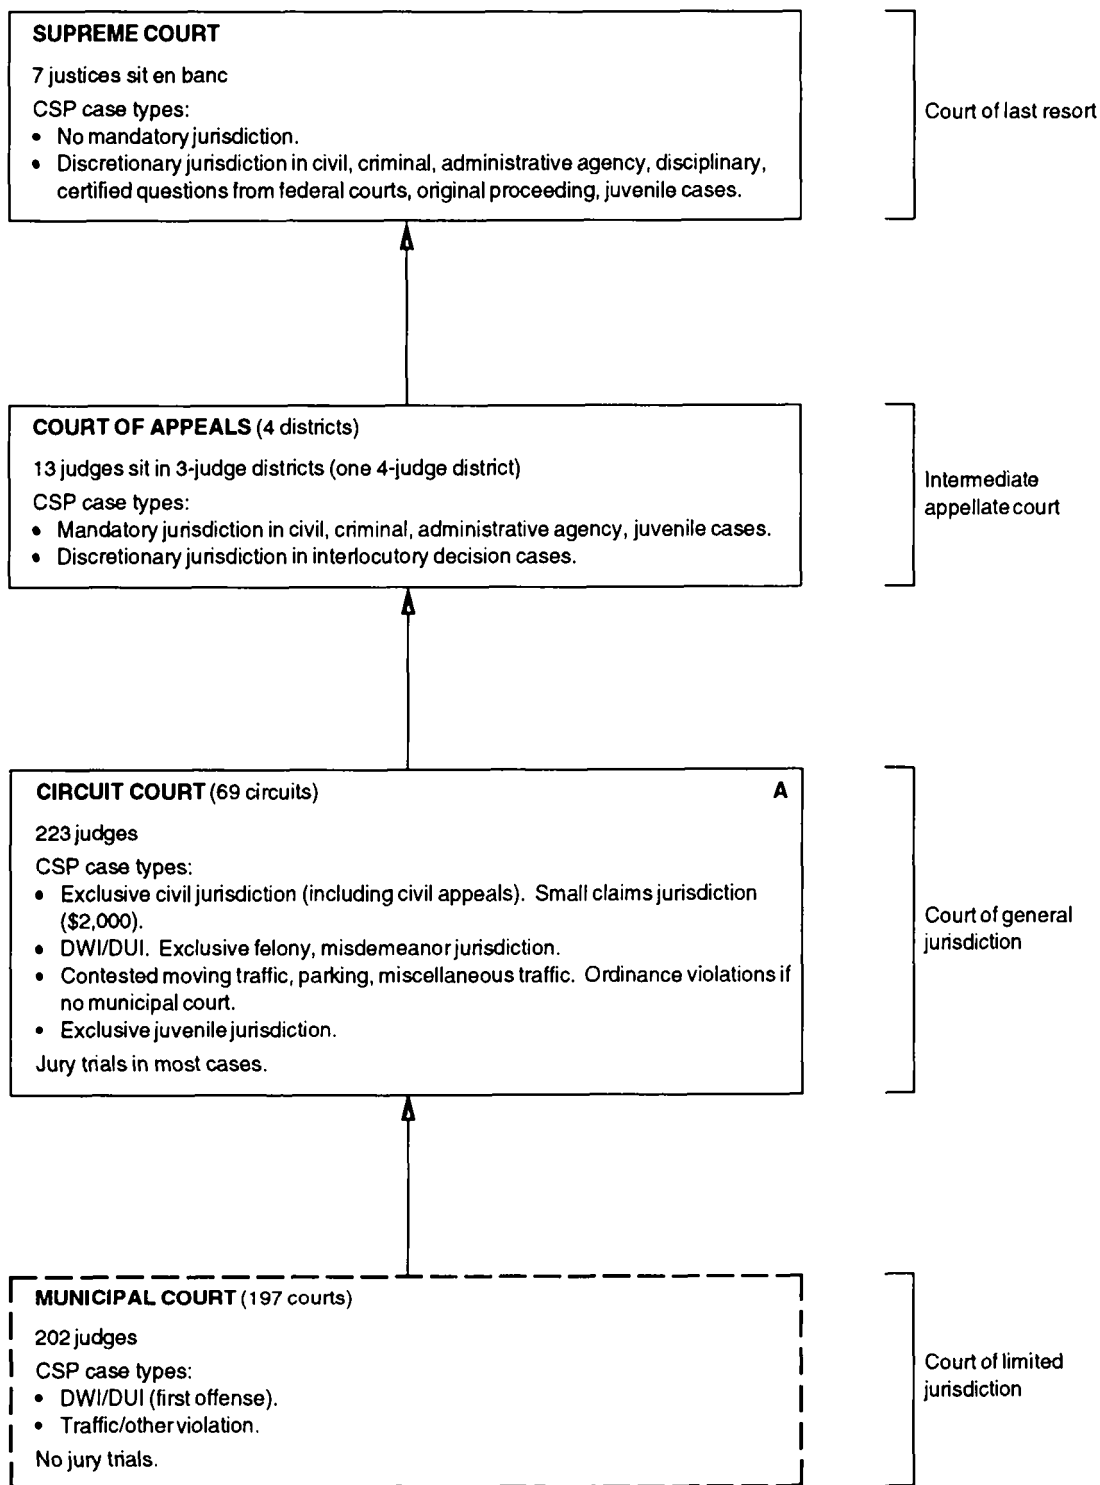 SUPREME COURT
7 justices sit en banc
CSP case types:
• No mandatory jurisdiction.
• Discretionary jurisdiction in civil, criminal, administrative agency, disciplinary,
certified questions from federal courts, original proceeding, juvenile cases.
Court of last resort
COURT OF APPEALS (4 districts)
13 judges sit in 3-judge districts (one 4-judge district)
CSP case types:
• Mandatory jurisdiction in civil, criminal, administrative agency, juvenile cases.
• Discretionary jurisdiction in interlocutory decision cases.
Intermediate
appellate court
CIRCUIT COURT (69 circuits) A
223 judges
CSP case types:
• Exclusive civil jurisdiction (including civil appeals). Small claims jurisdiction
($2,000).
• DWI/DUI. Exclusive felony, misdemeanor jurisdiction.
• Contested moving traffic, parking, miscellaneous traffic. Ordinance violations if
no municipal court.
• Exclusive juvenile jurisdiction.
Jury trials in most cases.
Court of general
jurisdiction
MUNICIPAL COURT (197 courts)
202 judges
CSP case types:
• DWI/DUI (first offense).
• Traffic/other violation.
No jury trials.
Court of limited
jurisdiction